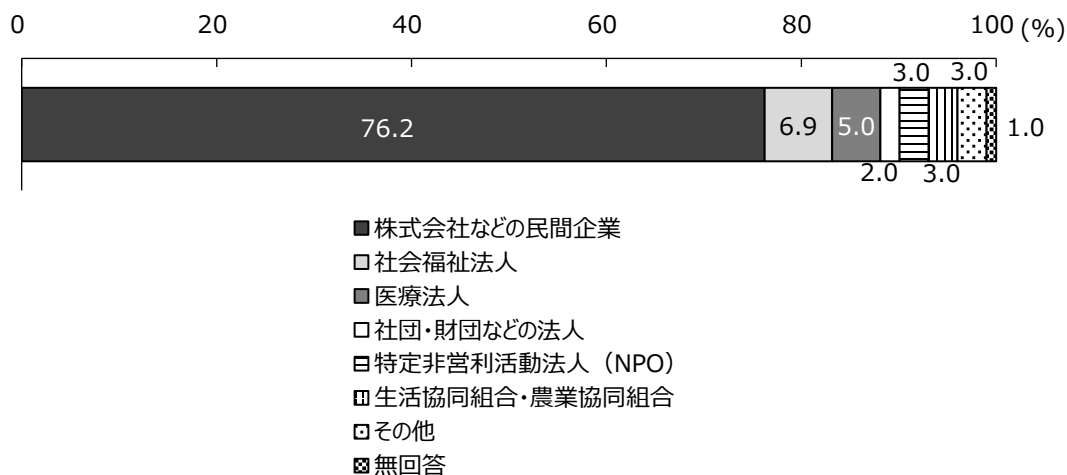 0 20 40 60 80 100 (%)
3.0 3.0
76.2 6.9 5.0 1.0
2.0 3.0
株式会社などの民間企業
社会福祉法人
医療法人
社団・財団などの法人
特定非営利活動法人（NPO）
生活協同組合・農業協同組合
その他
無回答